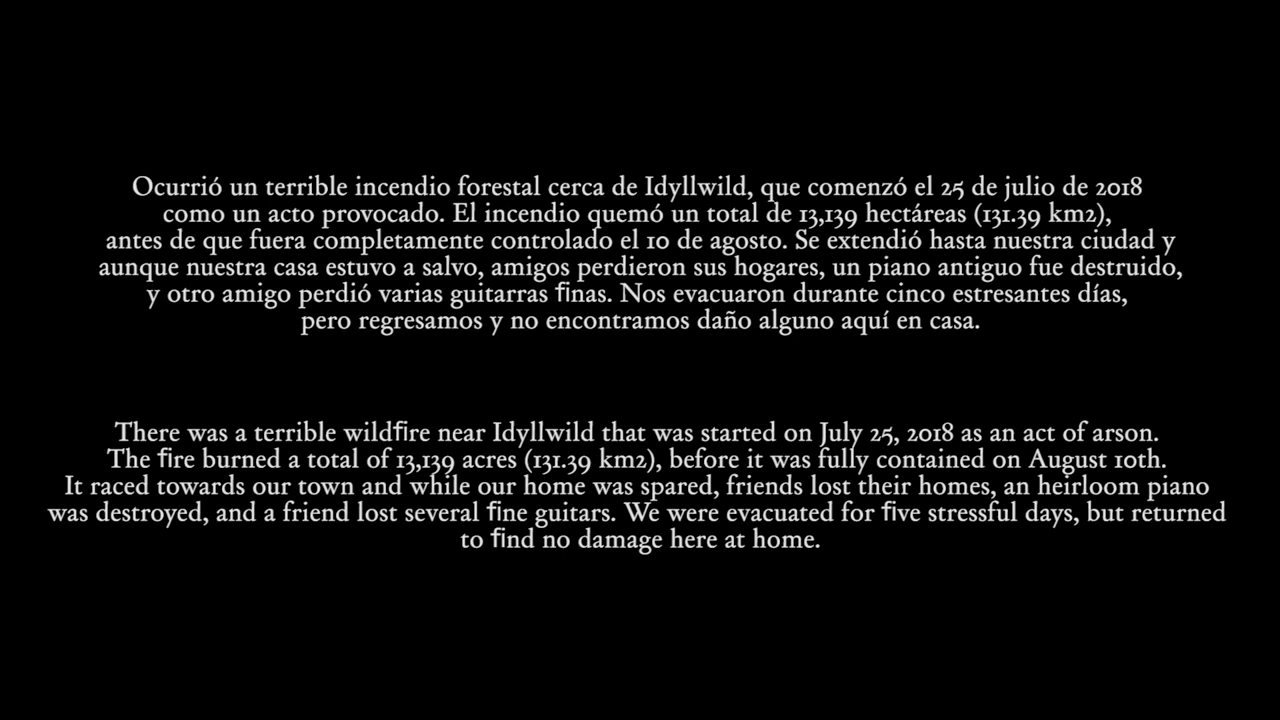 Ocurrió un terrible incendio forestal cerca de Idyllwild, que comenzó el 25 de julio de 2018
como un acto provocado. El incendio quemó un total de 13,139 hectáreas (131.39 km2),
antes de que fuera completamente controlado el 10 de agosto. Se extendió hasta nuestra ciudad y
aunque nuestra casa estuvo a salvo, amigos perdieron sus hogares, un piano antiguo fue destruido,
y otro amigo perdió varias guitarras finas. Nos evacuaron durante cinco estresantes días,
pero regresamos y no encontramos daño alguno aquí en casa.
There was a terrible wildfire near Idyllwild that was started on July 25, 2018 as an act of arson.
The fire burned a total of 13,139 acres (131.39 km2), before it was fully contained on August 10th.
It raced towards our town and while our home was spared, friends lost their homes, an heirloom piano
was destroyed, and a friend lost several fine guitars. We were evacuated for five stressful days, but returned
to find no damage here at home.